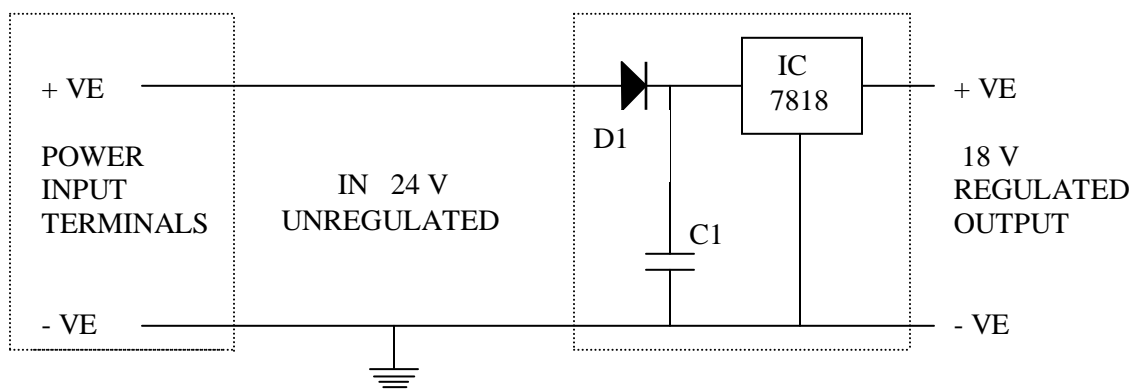 + VE
POWER
INPUT
TERMINALS
- VE
IN 24 V
UNREGULATED
D1
C1
IC
7818
+ VE
18 V
REGULATED
OUTPUT
- VE